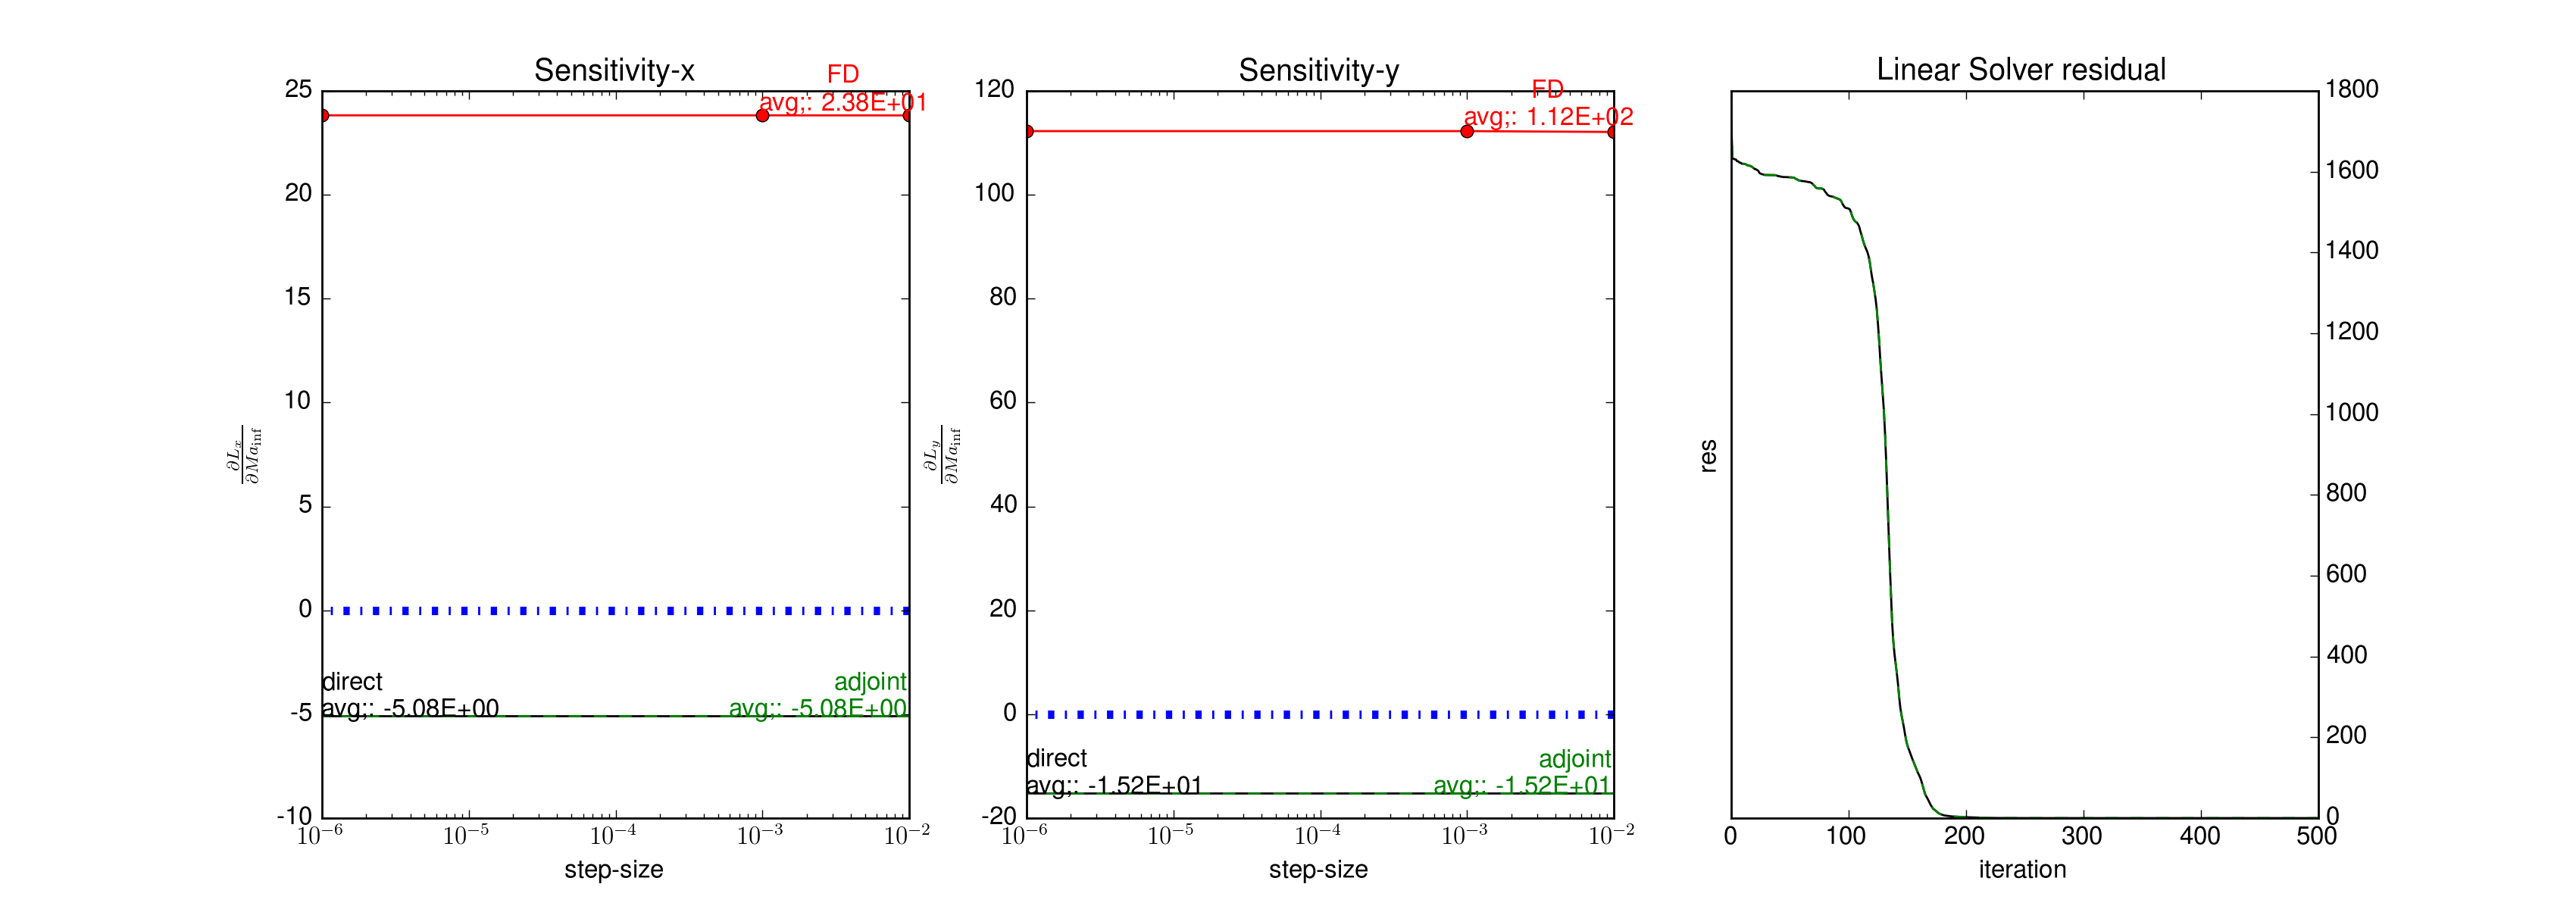 Sensitivity-x
FD
avg;: 2.38E+01
25
20
15
10
5
0
-5
-10
∂L_x
∂Ma_inf
direct
avg;: -5.08E+00
adjoint
avg;: -5.08E+00
10^-6 10^-5 10^-4 10^-3 10^-2
step-size
Sensitivity-y
FD
avg;: 1.12E+02
120
100
80
60
40
20
0
-20
∂L_y
∂Ma_inf
direct
avg;: -1.52E+01
adjoint
avg;: -1.52E+01
10^-6 10^-5 10^-4 10^-3 10^-2
step-size
Linear Solver residual
1800
1600
1400
1200
1000
800
600
400
200
0
res
0 100 200 300 400 500
iteration